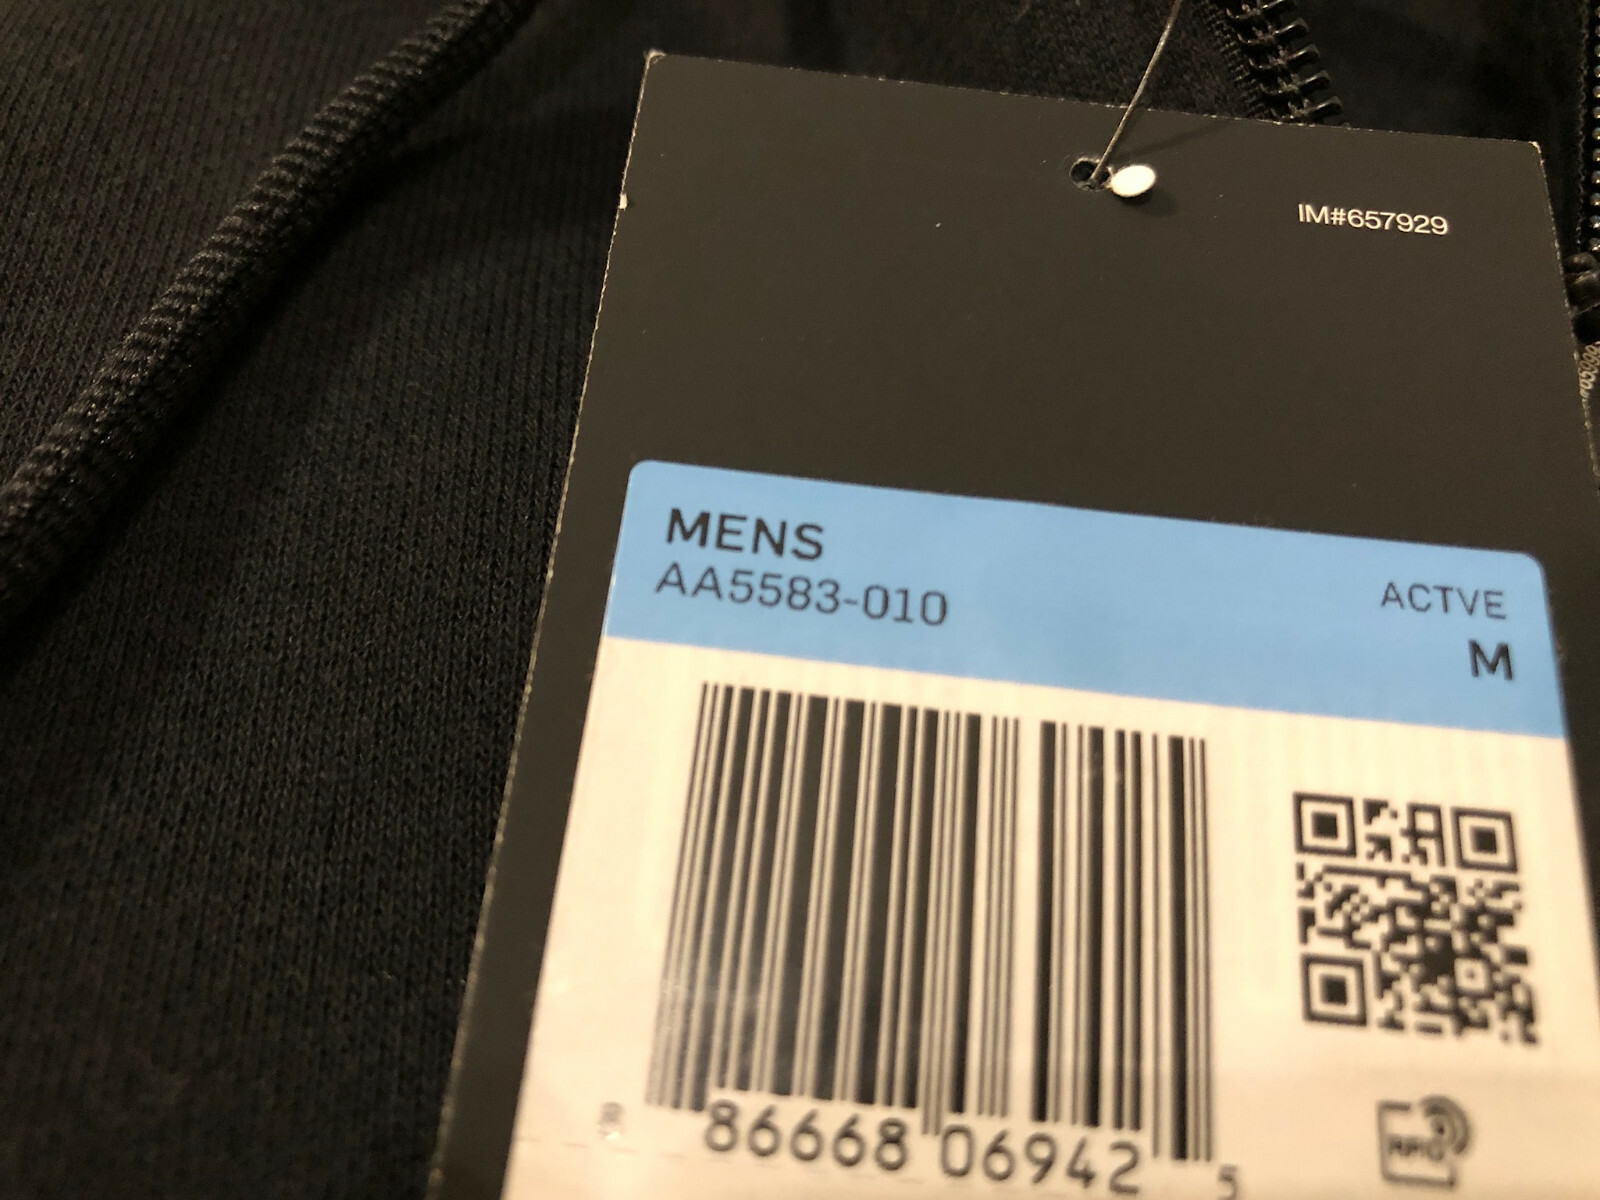 IM#657929
MENS
AA5583-010
ACTVE
M
8 86668 06942 5
RFID